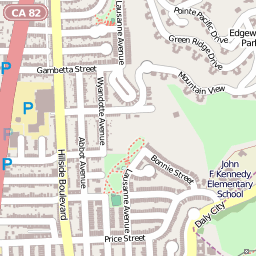 CA 82
Lausanne Avenue
Pointe Pacific Drive
Edgew
Park
Green Ridge Drive
Gambetta Street
Wyandotte Avenue
Mountain View
P
P
Hillside Boulevard
Abbot Avenue
P
Bonnie Street
John
F. Kennedy
Elementary
School
Lausanne Avenue
Daly City
Price Street